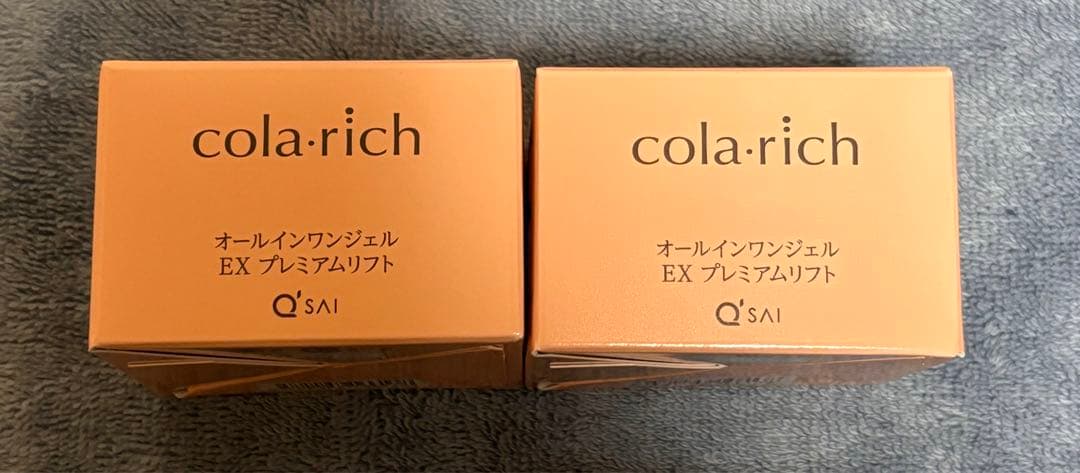 cola·rich
オールインワンジェル
EX プレミアムリフト
Q'SAI
cola·rich
オールインワンジェル
EX プレミアムリフト
Q'SAI